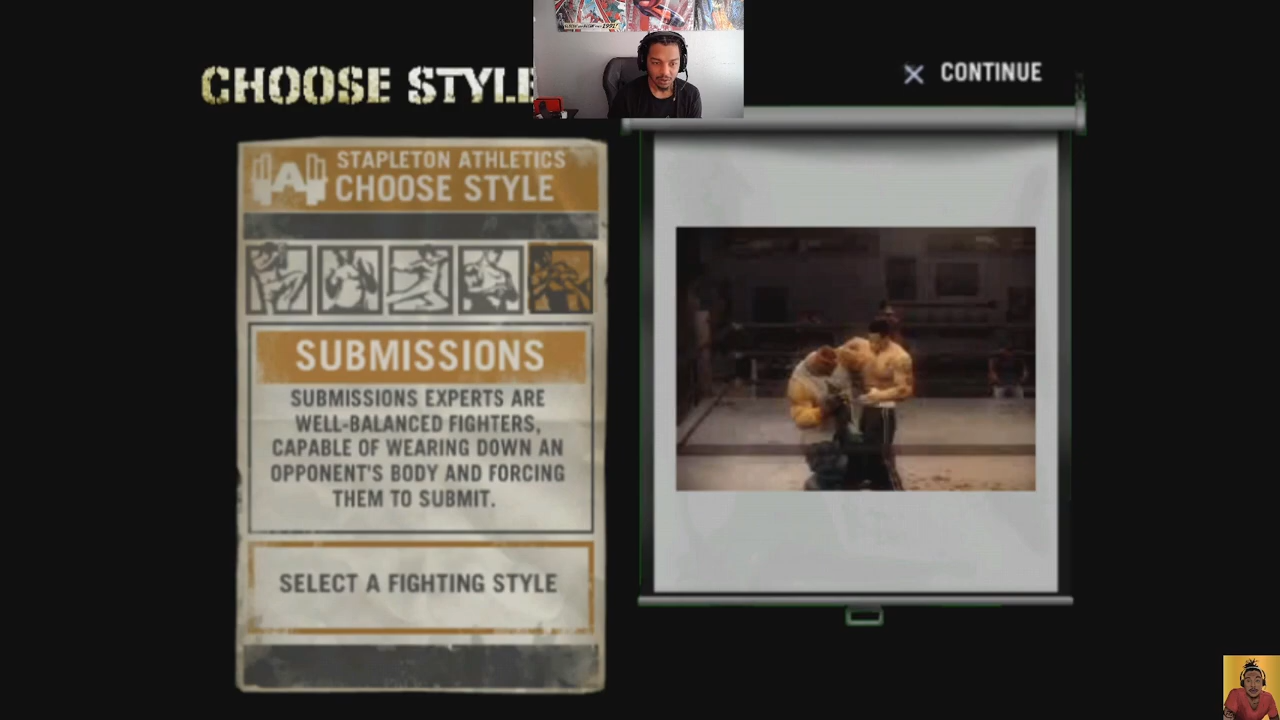 CHOOSE STYLE
CONTINUE
STAPLETON ATHLETICS
CHOOSE STYLE
SUBMISSIONS
SUBMISSIONS EXPERTS ARE
WELL-BALANCED FIGHTERS,
CAPABLE OF WEARING DOWN AN
OPPONENT'S BODY AND FORCING
THEM TO SUBMIT.
SELECT A FIGHTING STYLE